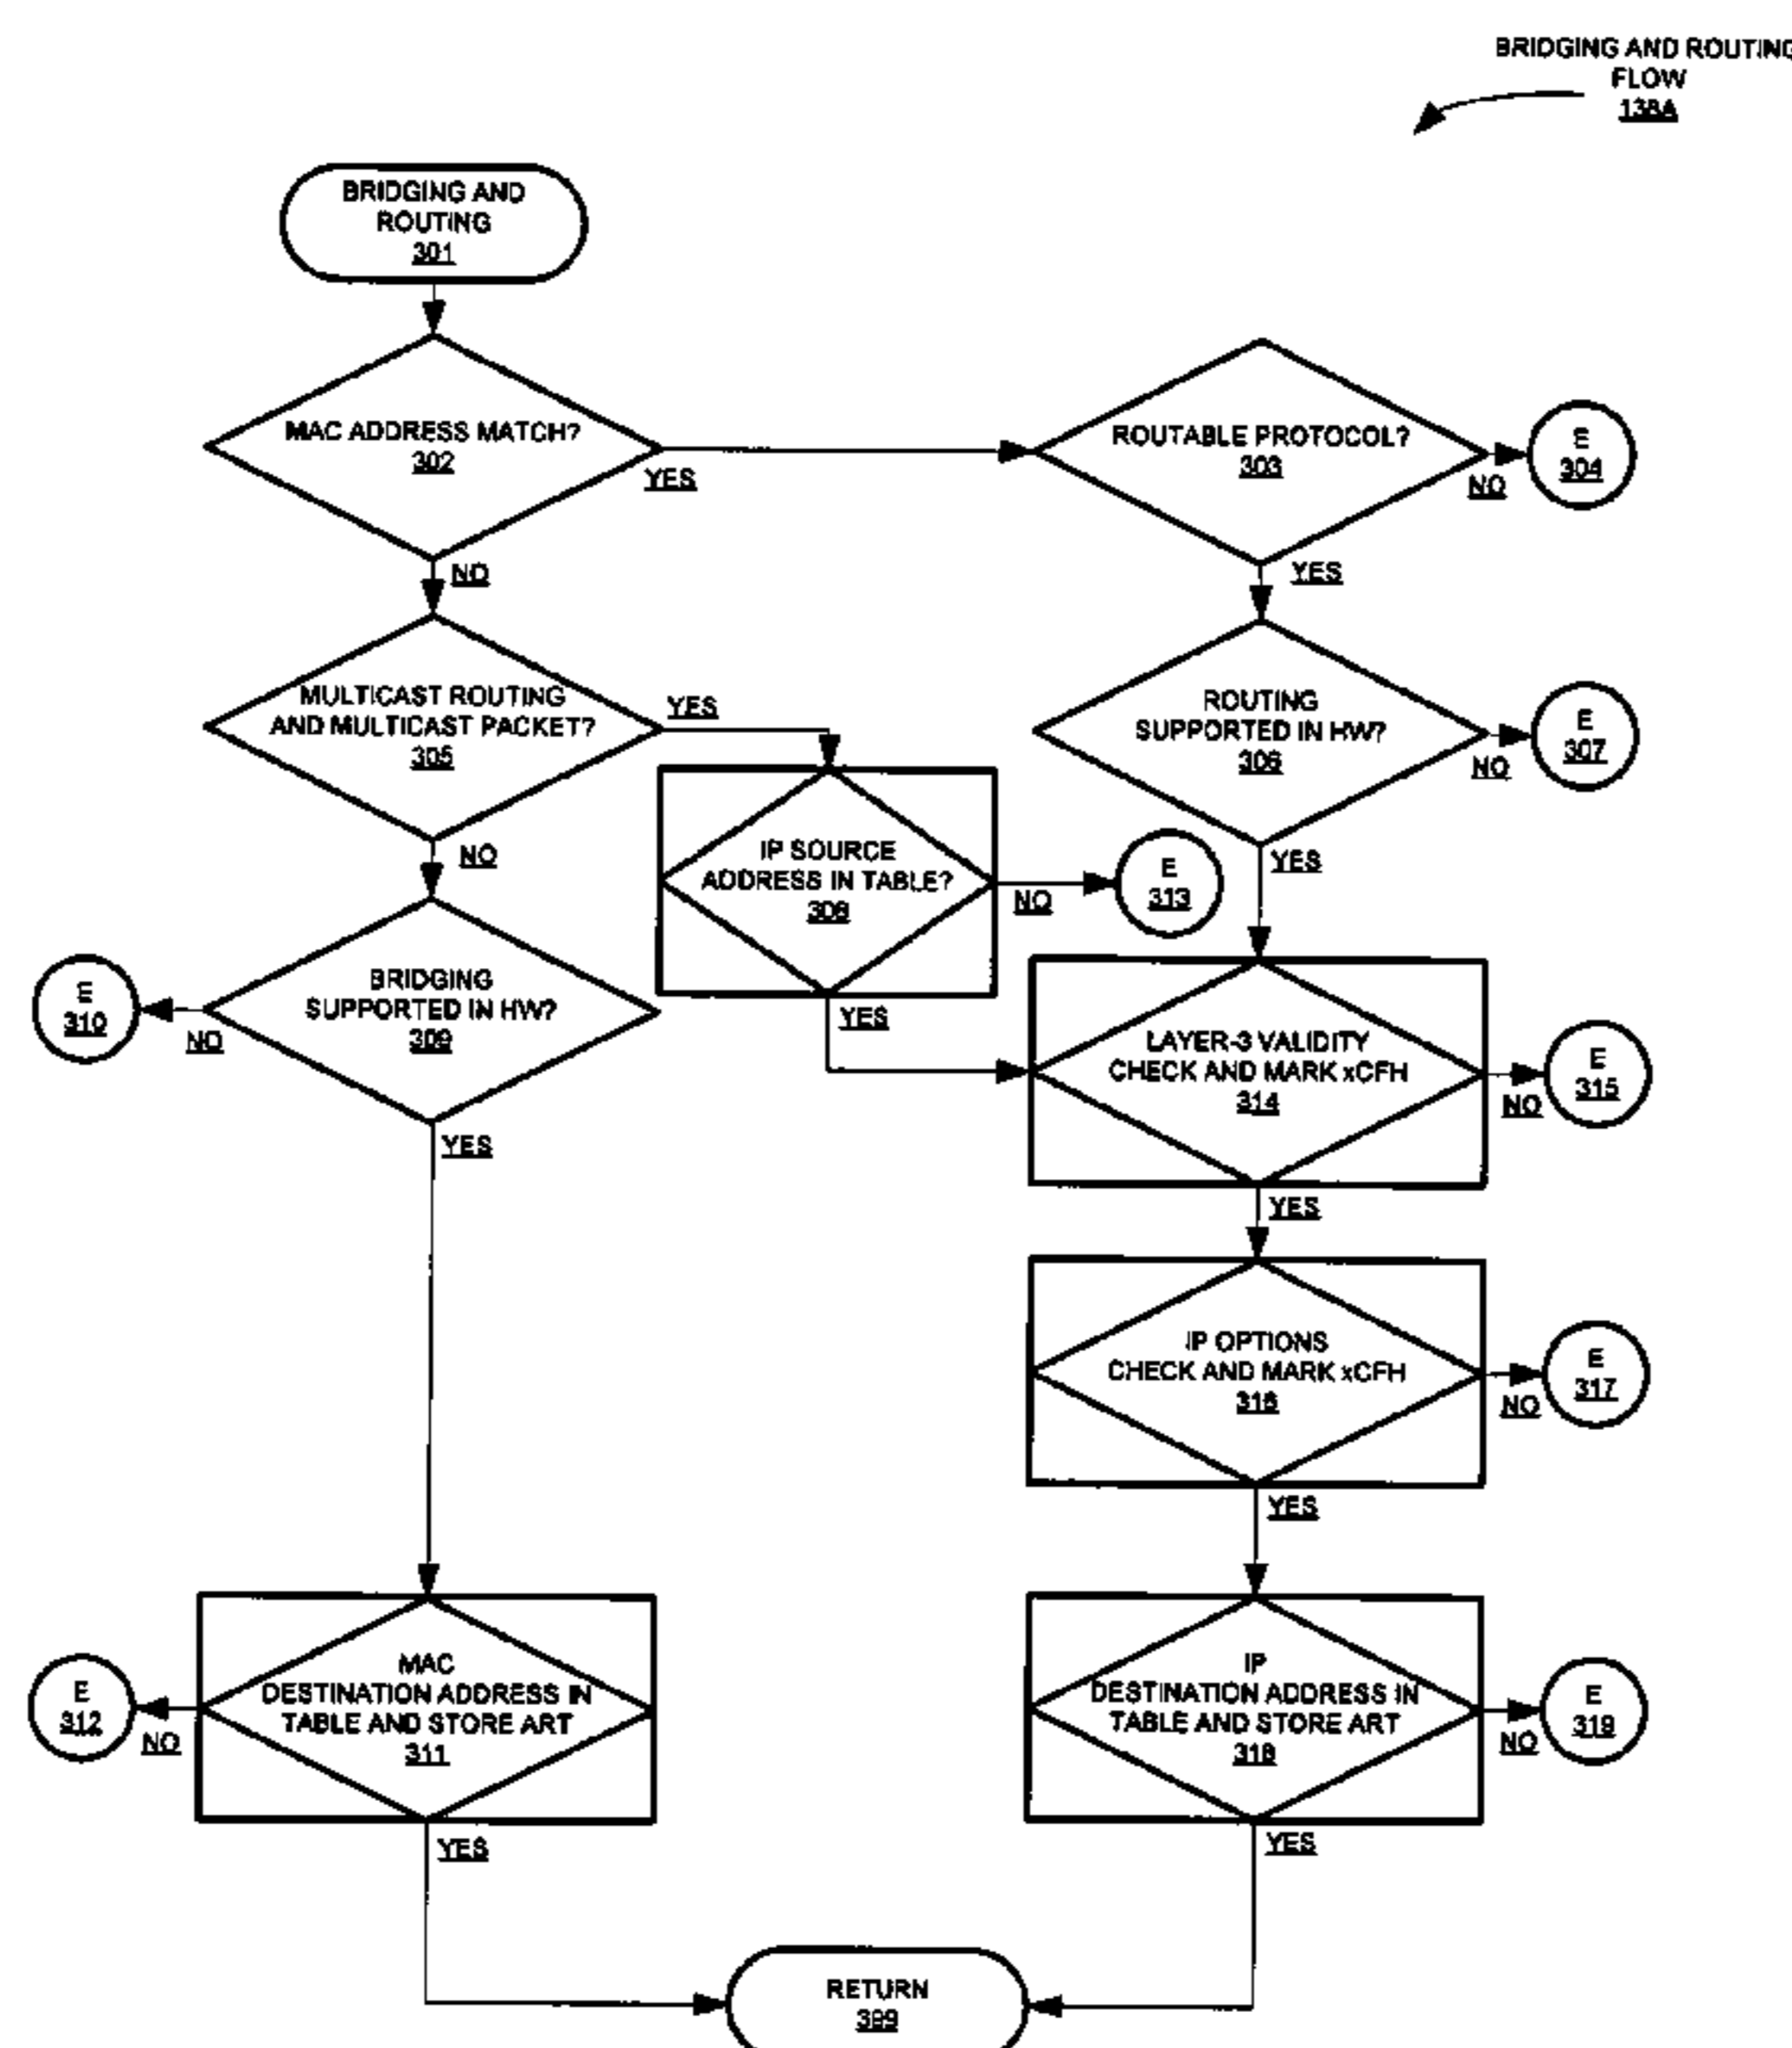 BRIDGING AND ROUTING
FLOW
138A
BRIDGING AND
ROUTING
301
MAC ADDRESS MATCH?
302
YES
NO
ROUTABLE PROTOCOL?
303
NO
E
304
YES
MULTICAST ROUTING
AND MULTICAST PACKET?
305
YES
NO
ROUTING
SUPPORTED IN HW?
306
NO
E
307
YES
IP SOURCE
ADDRESS IN TABLE?
308
NO
E
313
YES
BRIDGING
SUPPORTED IN HW?
309
NO
E
310
YES
LAYER-3 VALIDITY
CHECK AND MARK xCFH
314
NO
E
315
YES
IP OPTIONS
CHECK AND MARK xCFH
316
NO
E
317
YES
MAC
DESTINATION ADDRESS IN
TABLE AND STORE ART
311
NO
E
312
YES
IP
DESTINATION ADDRESS IN
TABLE AND STORE ART
318
NO
E
319
YES
RETURN
399